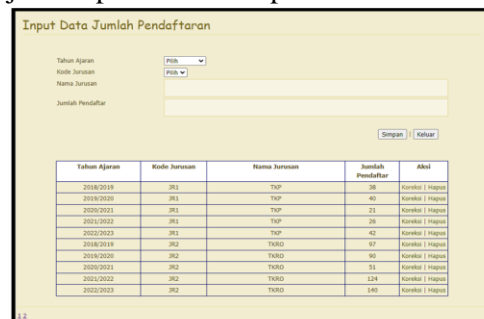 Input Data Jumlah Pendaftaran
Tahun Ajaran Pilih
Kode Jurusan Pilih
Nama Jurusan
Jumlah Pendaftar
Simpan | Keluar
Tahun Ajaran Kode Jurusan Nama Jurusan Jumlah Pendaftar Aksi
2018/2019 JR1 TKP 38 Koreksi | Hapus
2019/2020 JR1 TKP 40 Koreksi | Hapus
2020/2021 JR1 TKP 21 Koreksi | Hapus
2021/2022 JR1 TKP 26 Koreksi | Hapus
2022/2023 JR1 TKP 42 Koreksi | Hapus
2018/2019 JR2 TKRO 97 Koreksi | Hapus
2019/2020 JR2 TKRO 90 Koreksi | Hapus
2020/2021 JR2 TKRO 51 Koreksi | Hapus
2021/2022 JR2 TKRO 124 Koreksi | Hapus
2022/2023 JR2 TKRO 140 Koreksi | Hapus
1 2